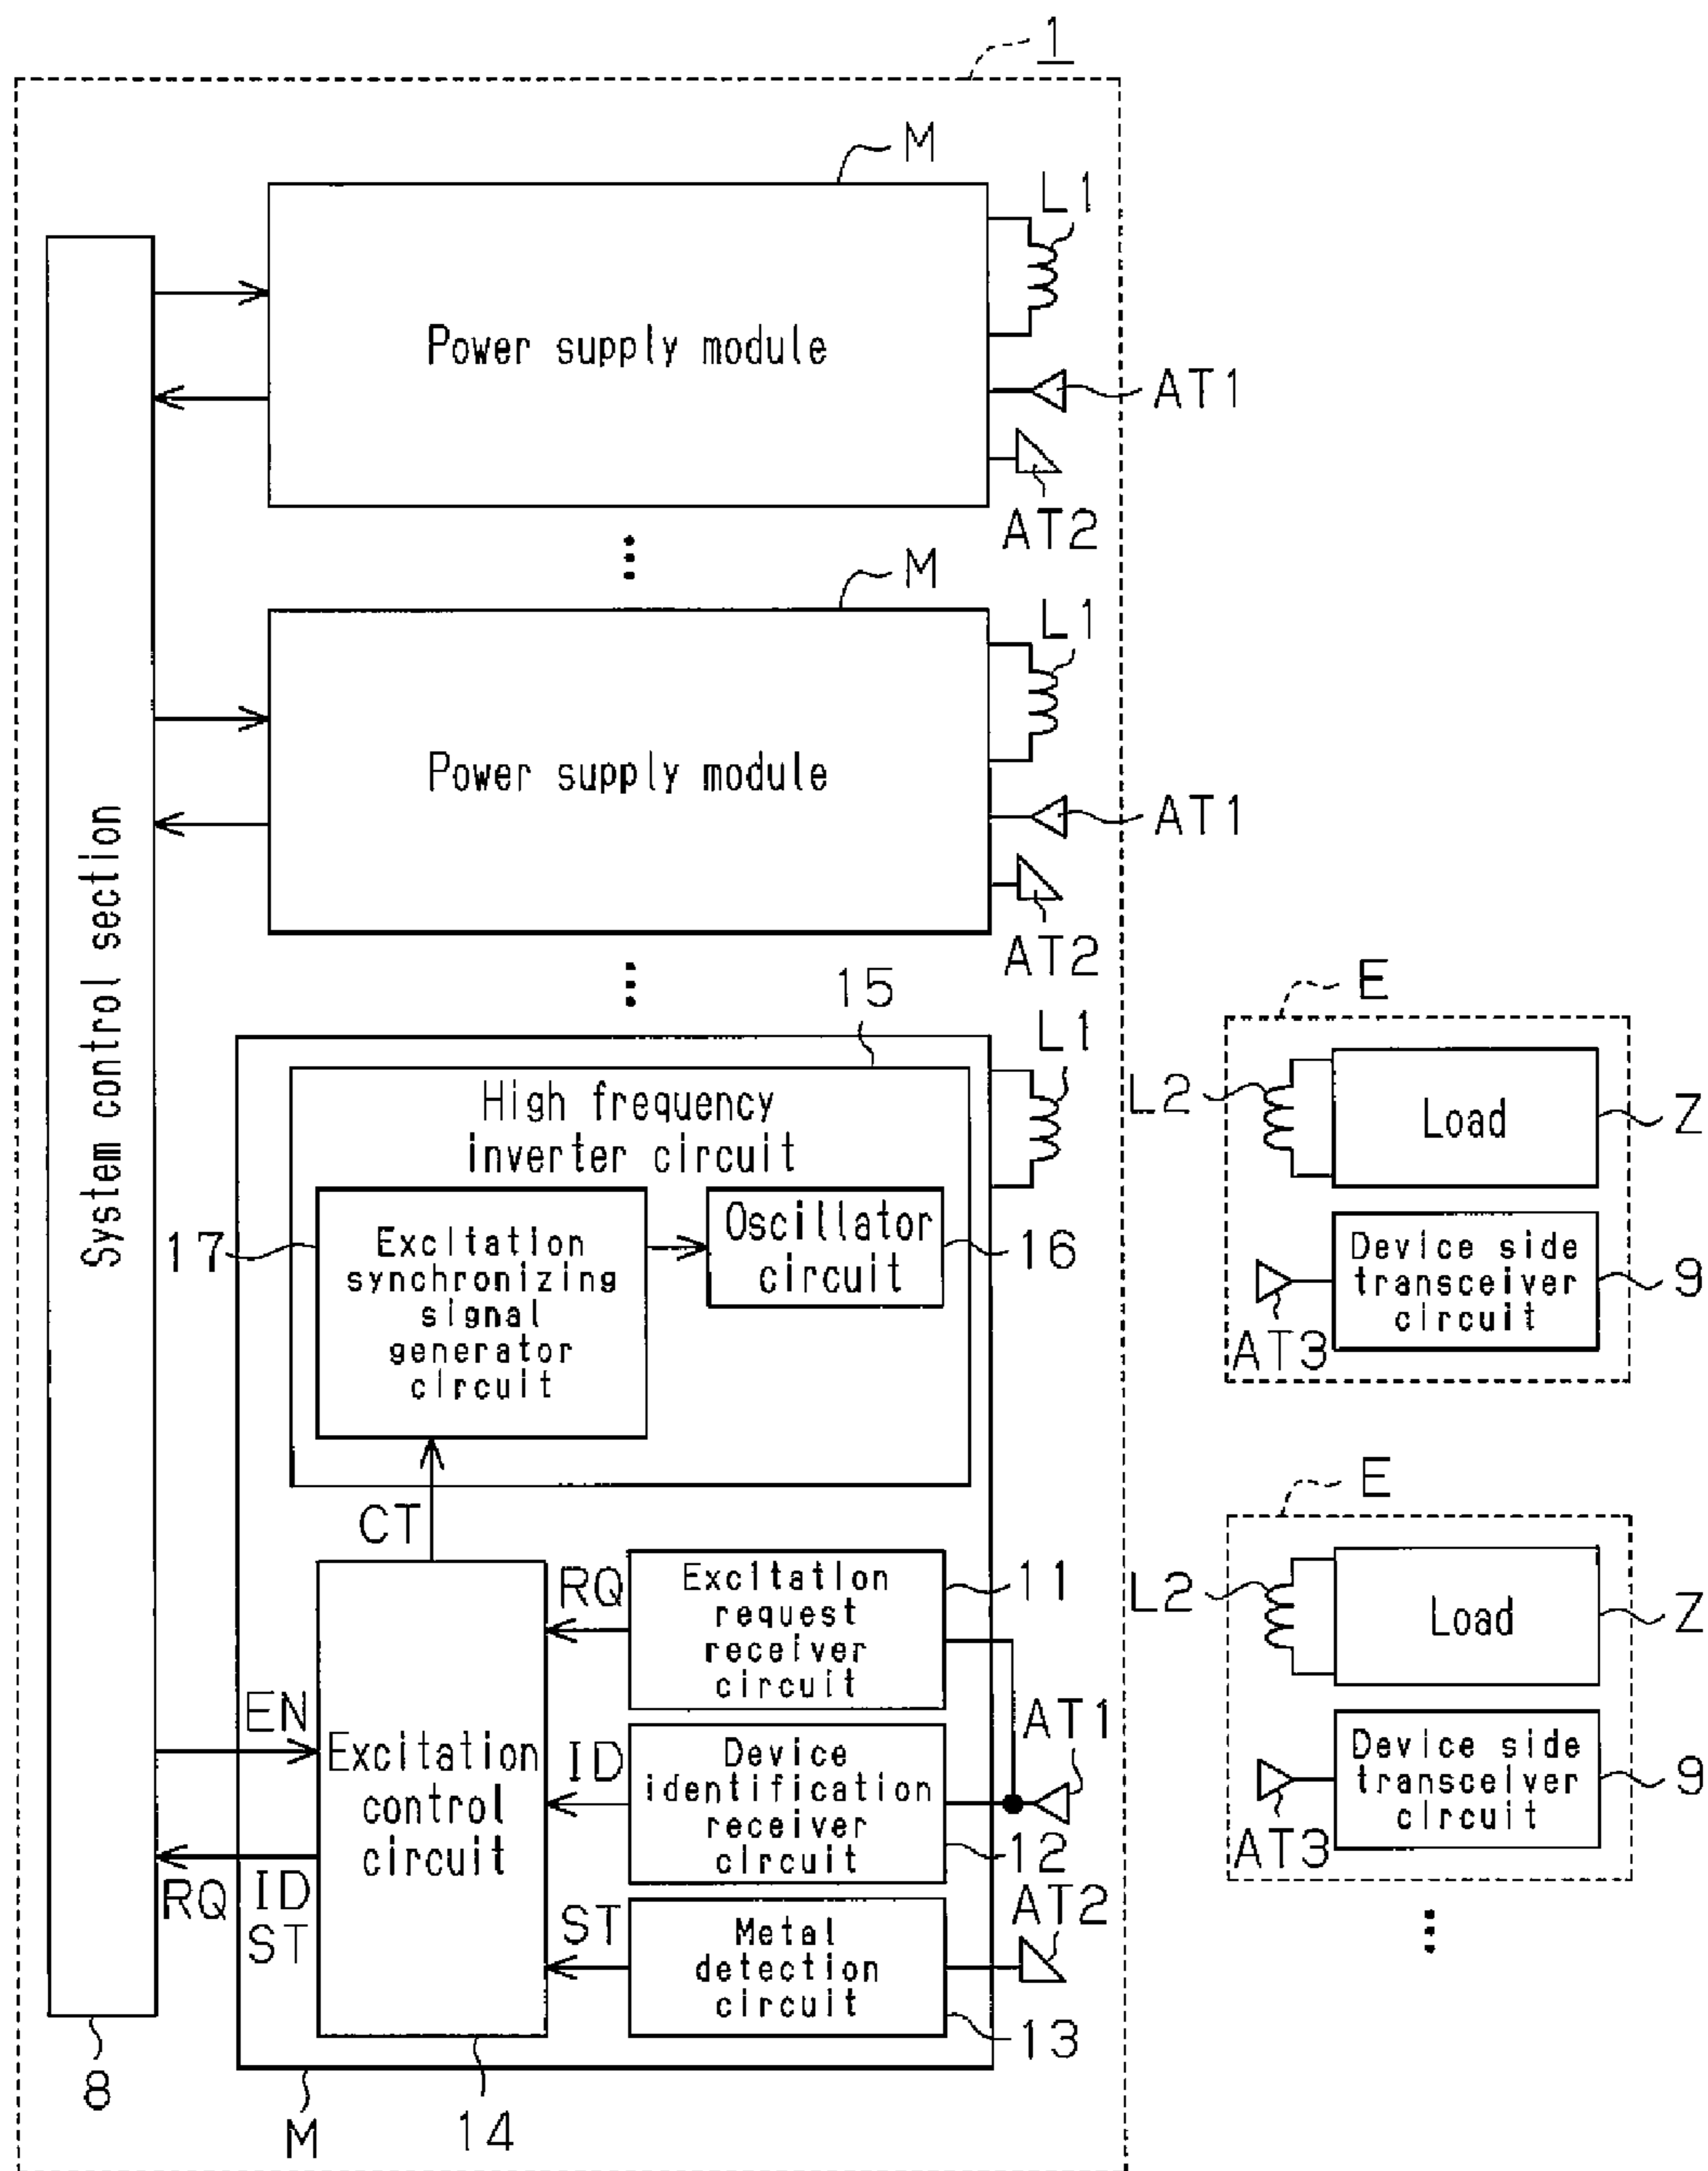 1
M
L1
Power supply module
AT1
AT2
M
L1
Power supply module
AT1
AT2
System control section
15
L1
High frequency
inverter circuit
17
Excitation
synchronizing
signal
generator
circuit
Oscillator
circuit
16
CT
RQ
Excitation
request
receiver
circuit
11
EN
Excitation
control
circuit
ID
Device
identification
receiver
circuit
12
AT1
RQ
ID
ST
ST
Metal
detection
circuit
13
AT2
8
M
14
E
L2
Load
Z
Device side
transceiver
circuit
9
AT3
E
L2
Load
Z
Device side
transceiver
circuit
9
AT3